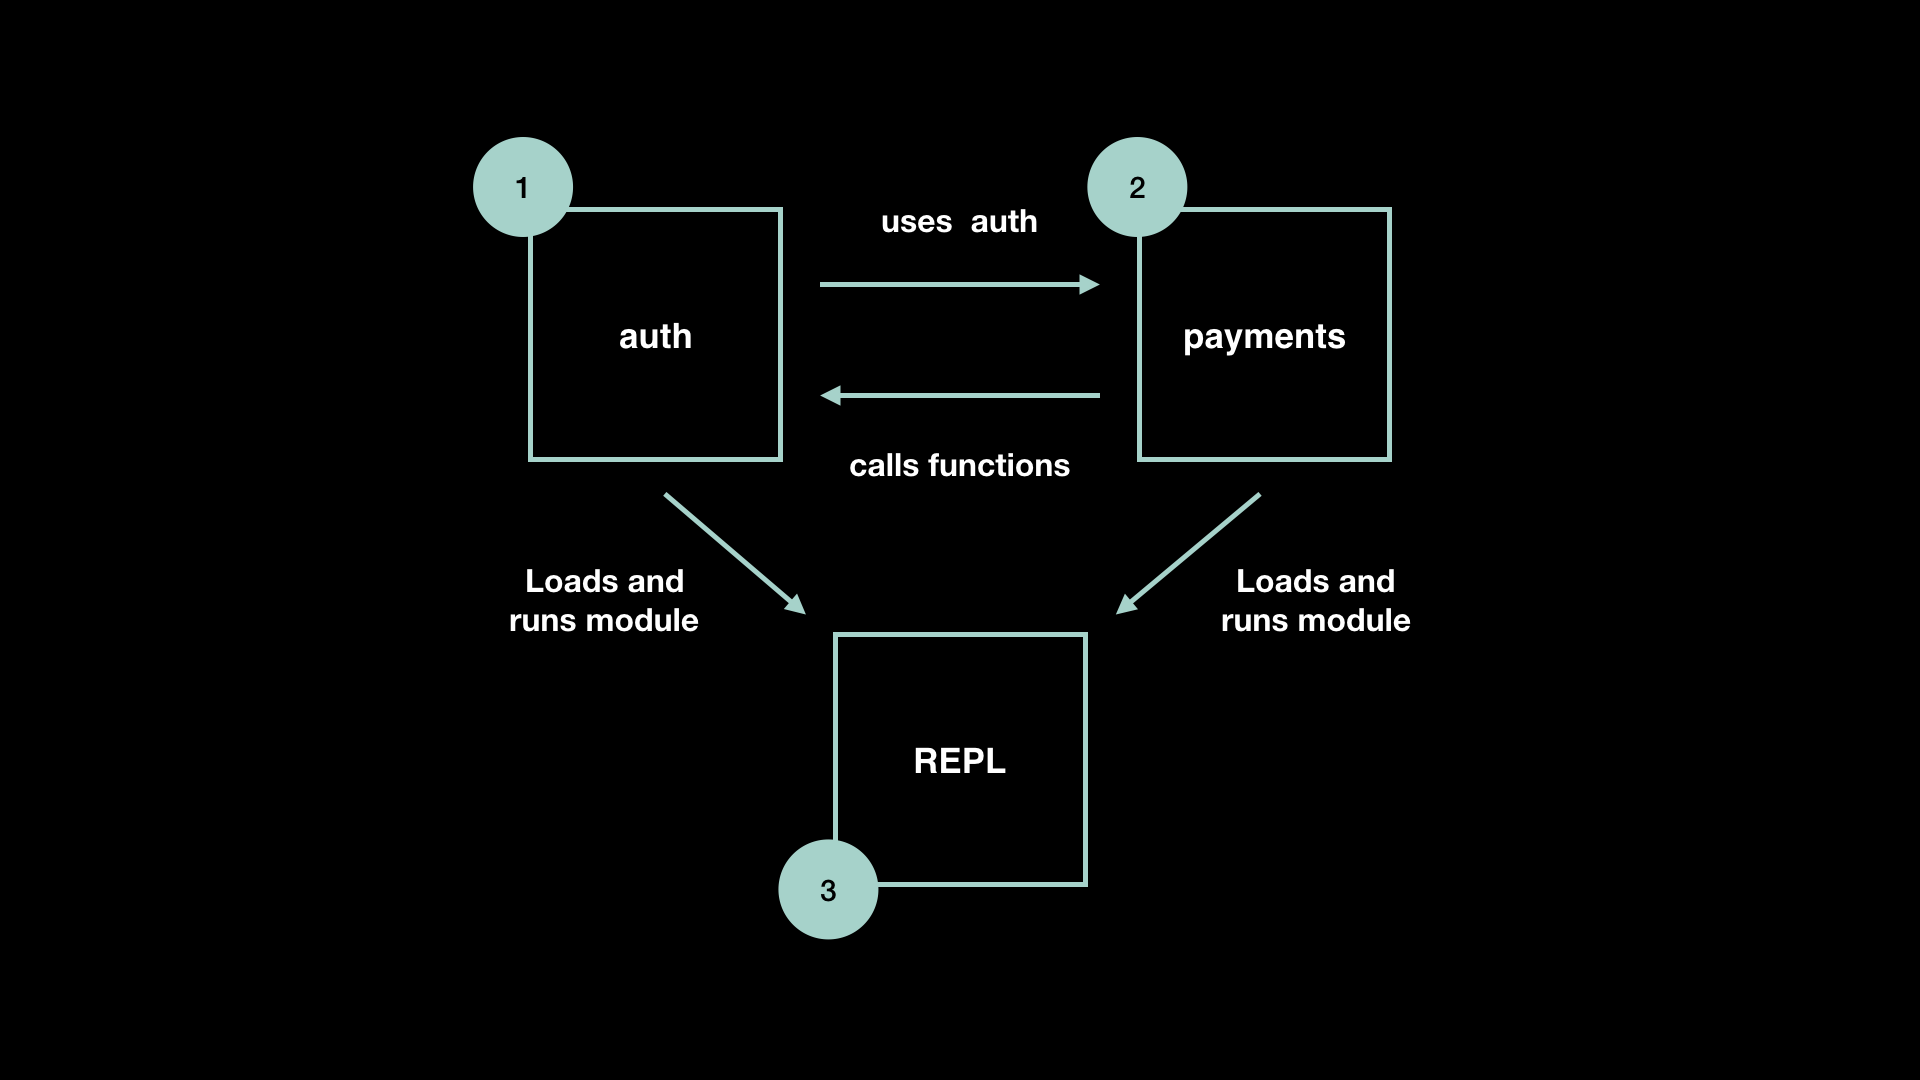 1
2
uses  auth
auth
payments
calls functions
Loads and
runs module
Loads and
runs module
REPL
3